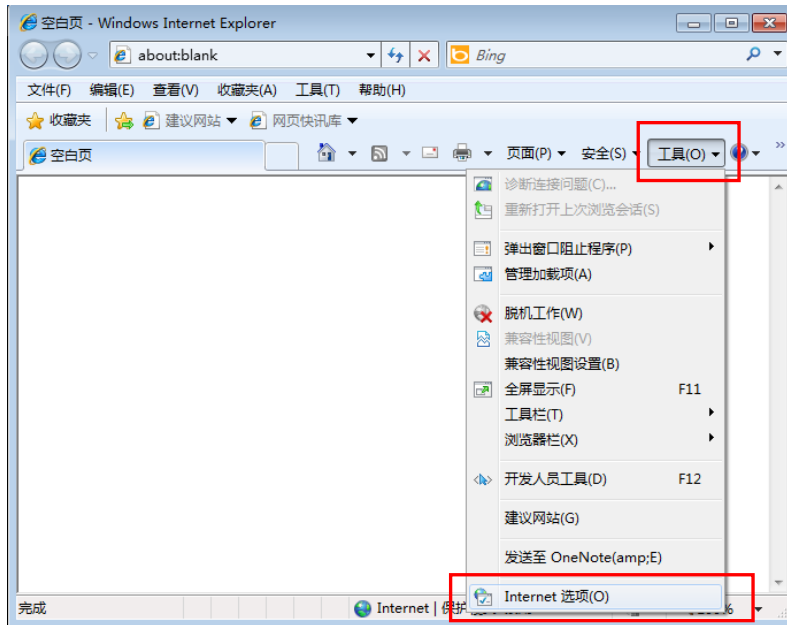 空白页 - Windows Internet Explorer
about:blank
Bing
文件(F) 编辑(E) 查看(V) 收藏夹(A) 工具(T) 帮助(H)
收藏夹 建议网站 网页快讯库
空白页 页面(P) 安全(S) 工具(O)
诊断连接问题(C)...
重新打开上次浏览会话(S)
弹出窗口阻止程序(P)
管理加载项(A)
脱机工作(W)
兼容性视图(V)
兼容性视图设置(B)
全屏显示(F) F11
工具栏(T)
浏览器栏(X)
开发人员工具(D) F12
建议网站(G)
发送至 OneNote(amp;E)
Internet 选项(O)
完成 Internet |